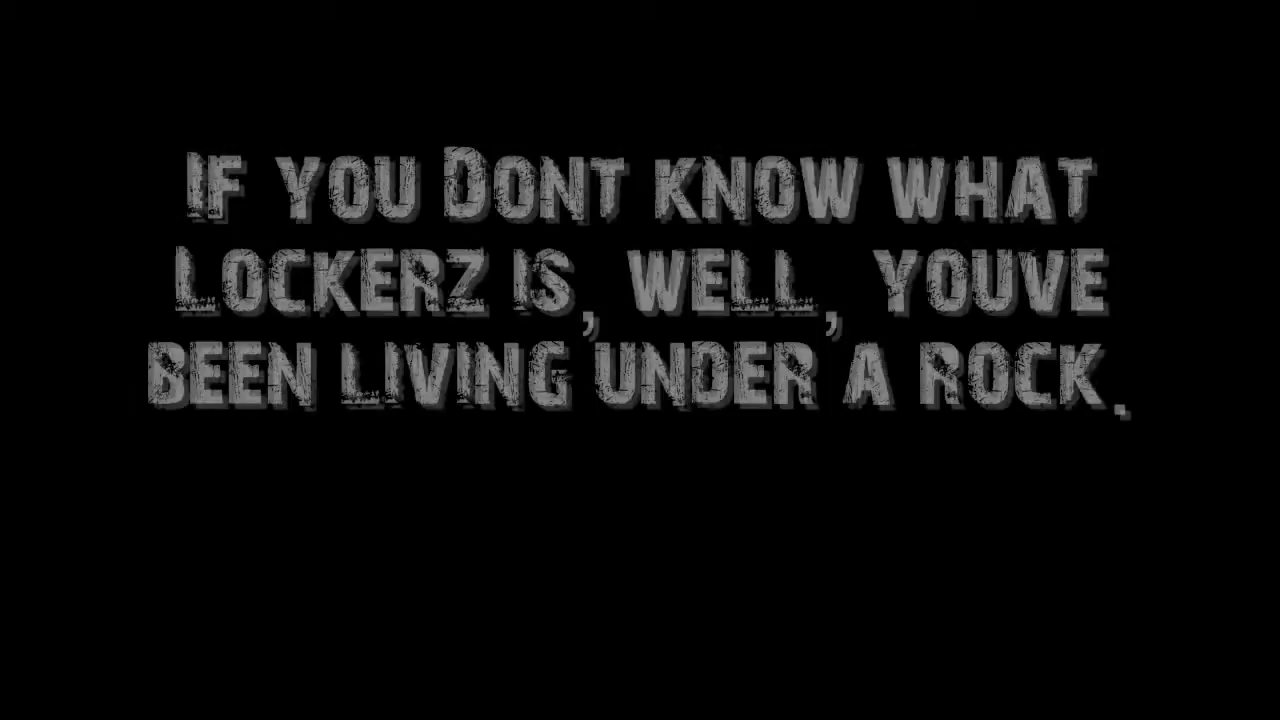 If you Dont know what
Lockerz is, well, youve
been living under a rock.